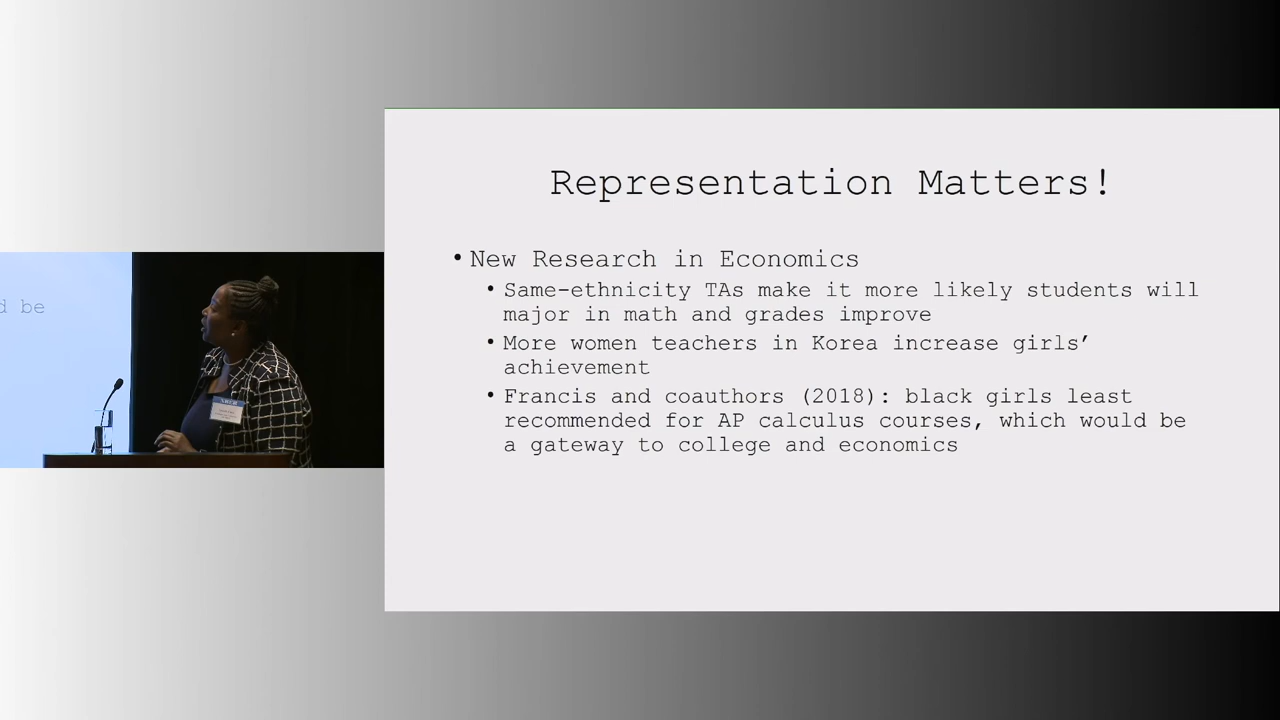 Representation Matters!
• New Research in Economics
• Same-ethnicity TAs make it more likely students will
major in math and grades improve
• More women teachers in Korea increase girls’
achievement
• Francis and coauthors (2018): black girls least
recommended for AP calculus courses, which would be
a gateway to college and economics
d be